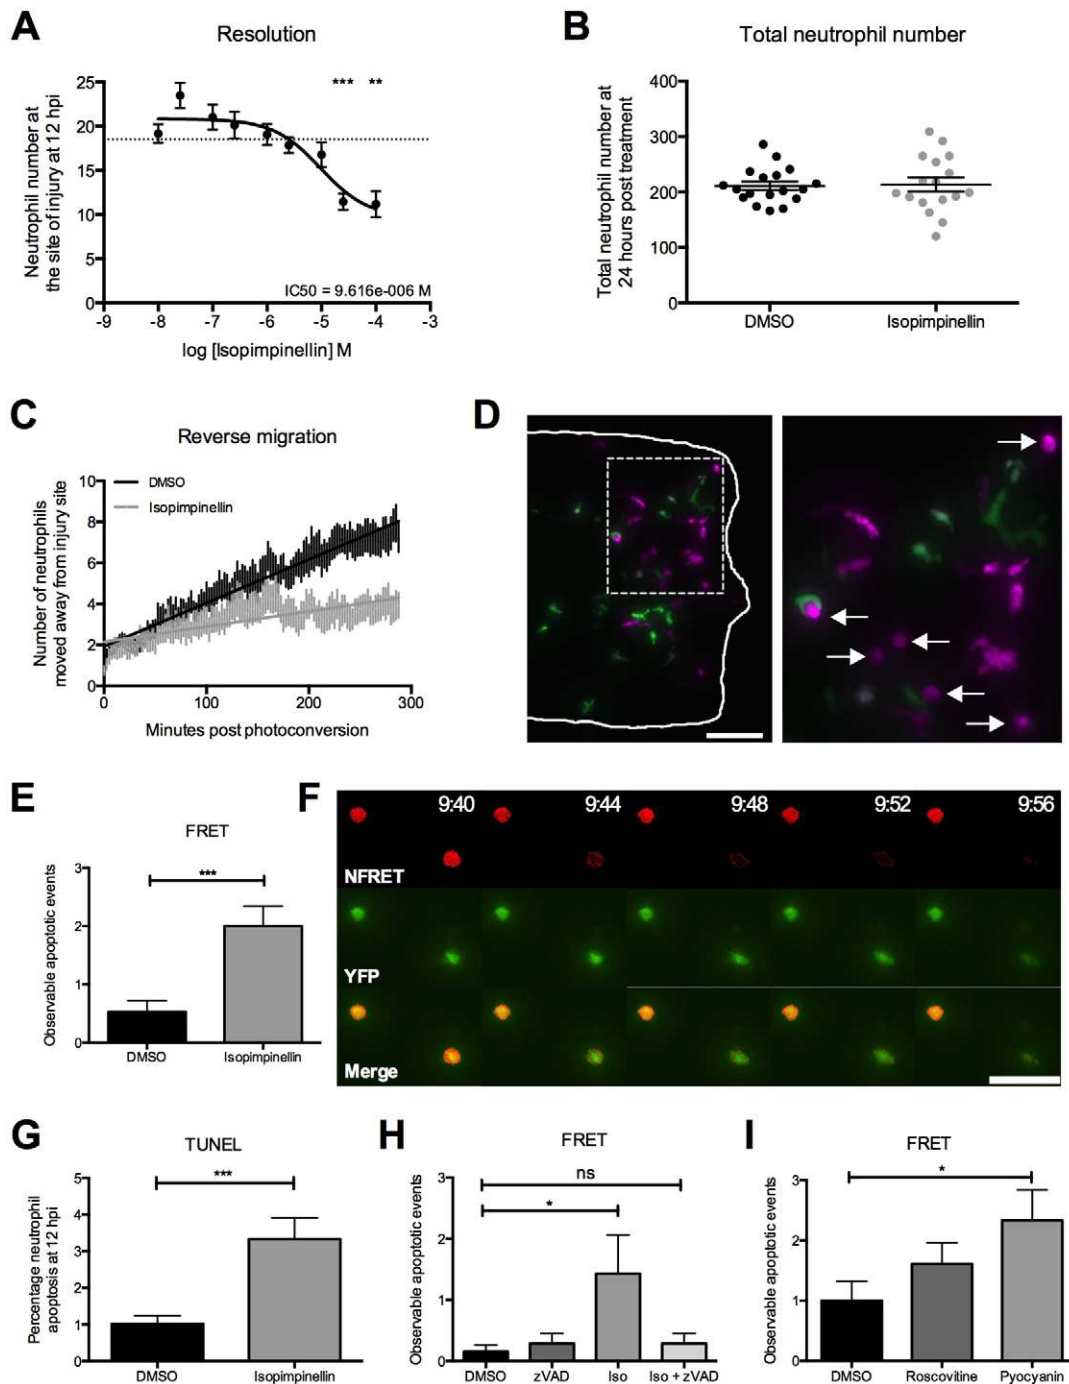 A
Resolution
Neutrophil number at
the site of injury at 12 hpi
25
20
15
10
5
0
*** **
IC50 = 9.616e-006 M
-9 -8 -7 -6 -5 -4 -3
log [Isopimpinellin] M
B
Total neutrophil number
Total neutrophil number at
24 hours post treatment
400
300
200
100
0
DMSO Isopimpinellin
C
Reverse migration
DMSO
Isopimpinellin
Number of neutrophils
moved away from injury site
10
8
6
4
2
0
0 100 200 300
Minutes post photoconversion
D
E
FRET
***
Observable apoptotic events
3
2
1
0
DMSO Isopimpinellin
F
9:40 9:44 9:48 9:52 9:56
NFRET
YFP
Merge
G
TUNEL
***
Percentage neutrophil
apoptosis at 12 hpi
5
4
3
2
1
0
DMSO Isopimpinellin
H
FRET
ns
*
Observable apoptotic events
3
2
1
0
DMSO zVAD Iso Iso + zVAD
I
FRET
*
Observable apoptotic events
3
2
1
0
DMSO Roscovitine Pyocyanin